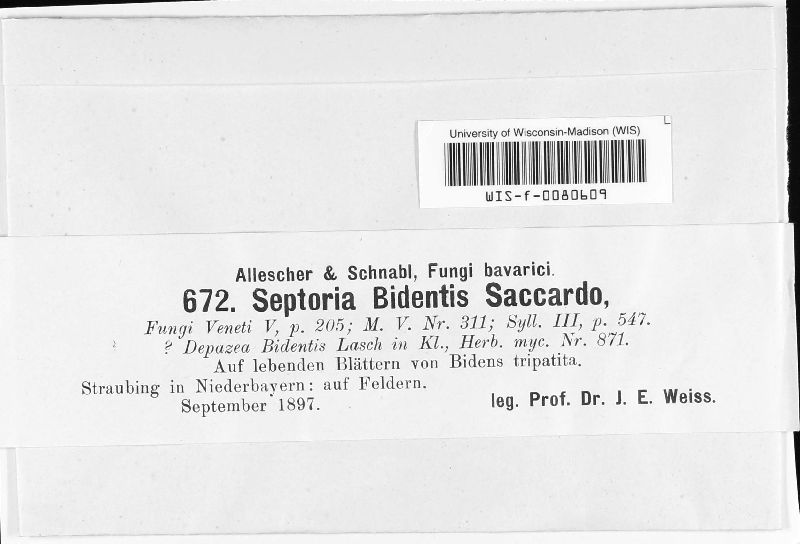 University of Wisconsin-Madison (WIS)
WIS-f-0080609
Allescher & Schnabl, Fungi bavarici.
672. Septoria Bidentis Saccardo,
Fungi Veneti V, p. 205; M. V. Nr. 311; Syll. III, p. 547.
? Depazea Bidentis Lasch in Kl., Herb. myc. Nr. 871.
Auf lebenden Blättern von Bidens tripatita.
Straubing in Niederbayern: auf Feldern.
September 1897.
leg. Prof. Dr. J. E. Weiss.